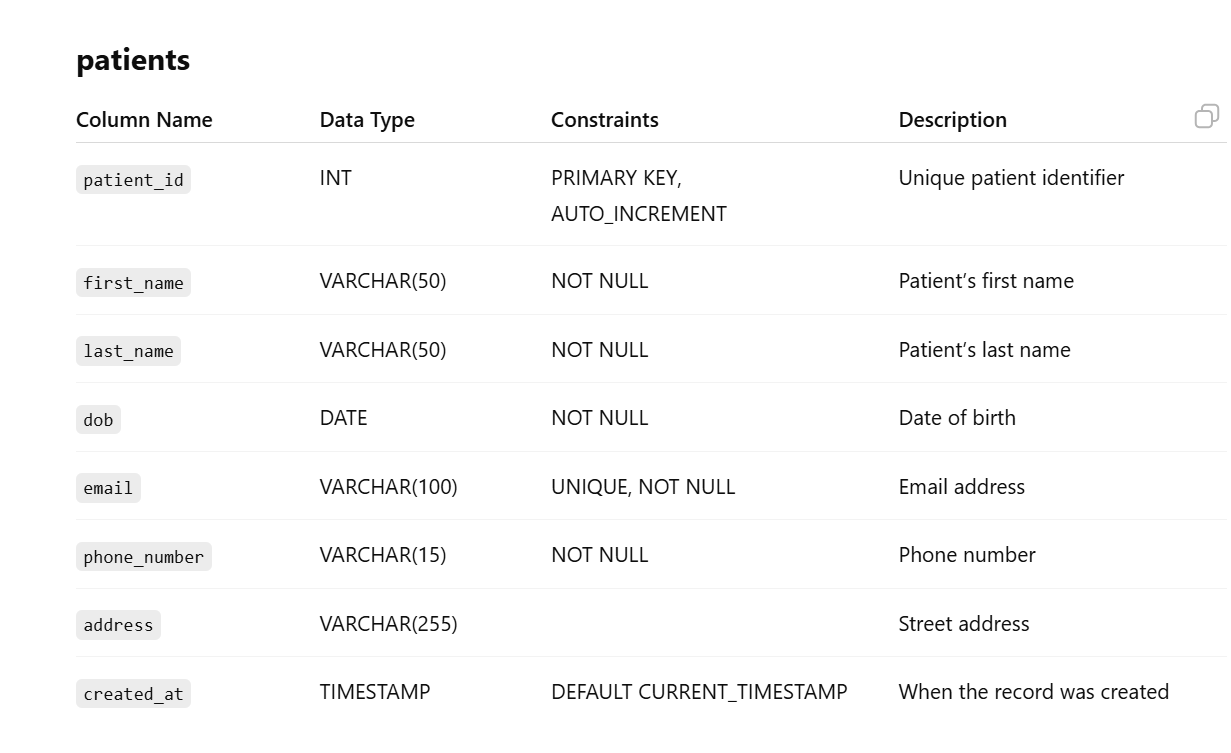 patients
Column Name Data Type Constraints Description
patient_id INT PRIMARY KEY, Unique patient identifier
AUTO_INCREMENT
first_name VARCHAR(50) NOT NULL Patient’s first name
last_name VARCHAR(50) NOT NULL Patient’s last name
dob DATE NOT NULL Date of birth
email VARCHAR(100) UNIQUE, NOT NULL Email address
phone_number VARCHAR(15) NOT NULL Phone number
address VARCHAR(255) Street address
created_at TIMESTAMP DEFAULT CURRENT_TIMESTAMP When the record was created